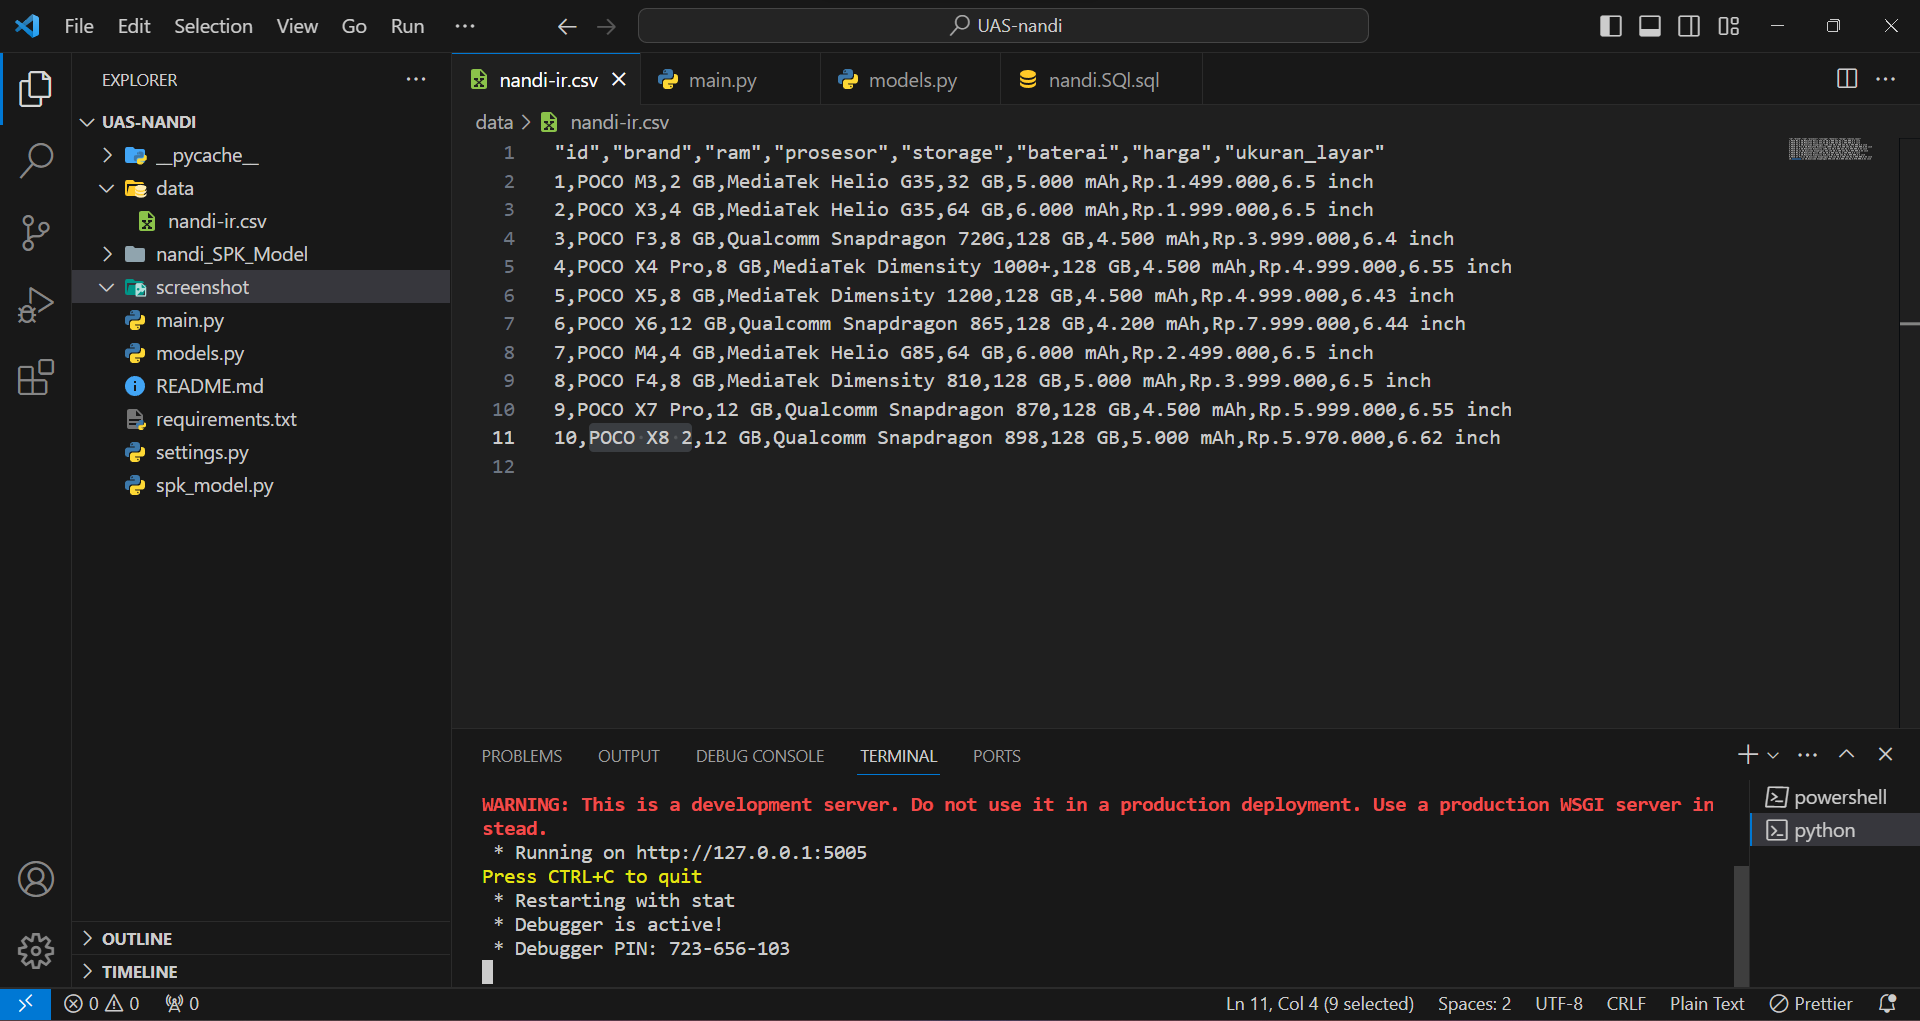 File Edit Selection View Go Run ··· UAS-nandi
EXPLORER ···
UAS-NANDI
__pycache__
data
nandi-ir.csv
nandi_SPK_Model
screenshot
main.py
models.py
README.md
requirements.txt
settings.py
spk_model.py
OUTLINE
TIMELINE
nandi-ir.csv main.py models.py nandi.SQl.sql
data > nandi-ir.csv
1 "id","brand","ram","prosesor","storage","baterai","harga","ukuran_layar"
2 1,POCO M3,2 GB,MediaTek Helio G35,32 GB,5.000 mAh,Rp.1.499.000,6.5 inch
3 2,POCO X3,4 GB,MediaTek Helio G35,64 GB,6.000 mAh,Rp.1.999.000,6.5 inch
4 3,POCO F3,8 GB,Qualcomm Snapdragon 720G,128 GB,4.500 mAh,Rp.3.999.000,6.4 inch
5 4,POCO X4 Pro,8 GB,MediaTek Dimensity 1000+,128 GB,4.500 mAh,Rp.4.999.000,6.55 inch
6 5,POCO X5,8 GB,MediaTek Dimensity 1200,128 GB,4.500 mAh,Rp.4.999.000,6.43 inch
7 6,POCO X6,12 GB,Qualcomm Snapdragon 865,128 GB,4.200 mAh,Rp.7.999.000,6.44 inch
8 7,POCO M4,4 GB,MediaTek Helio G85,64 GB,6.000 mAh,Rp.2.499.000,6.5 inch
9 8,POCO F4,8 GB,MediaTek Dimensity 810,128 GB,5.000 mAh,Rp.3.999.000,6.5 inch
10 9,POCO X7 Pro,12 GB,Qualcomm Snapdragon 870,128 GB,4.500 mAh,Rp.5.999.000,6.55 inch
11 10,POCO X8 2,12 GB,Qualcomm Snapdragon 898,128 GB,5.000 mAh,Rp.5.970.000,6.62 inch
12
PROBLEMS OUTPUT DEBUG CONSOLE TERMINAL PORTS
WARNING: This is a development server. Do not use it in a production deployment. Use a production WSGI server in
stead.
* Running on http://127.0.0.1:5005
Press CTRL+C to quit
* Restarting with stat
* Debugger is active!
* Debugger PIN: 723-656-103
powershell
python
0 0 0 Ln 11, Col 4 (9 selected) Spaces: 2 UTF-8 CRLF Plain Text Prettier